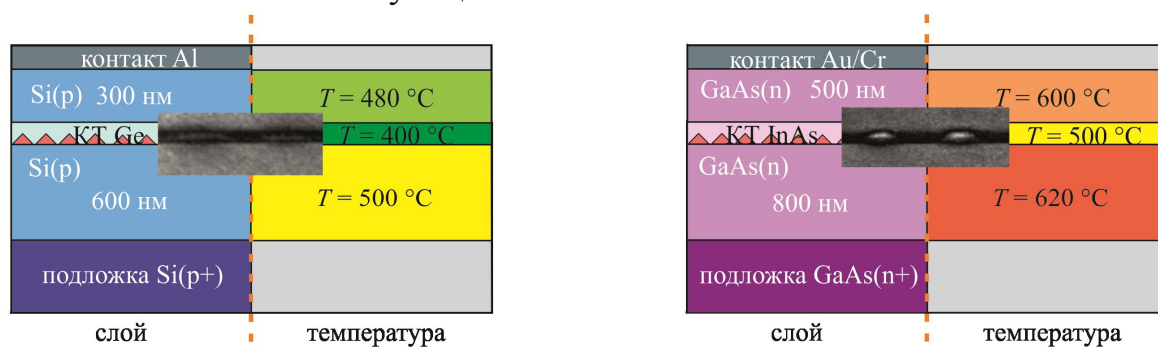 контакт Al
Si(p) 300 нм
T = 480 °C
КТ Ge
T = 400 °C
Si(p)
600 нм
T = 500 °C
подложка Si(p+)
слой
температура
контакт Au/Cr
GaAs(n) 500 нм
T = 600 °C
КТ InAs
T = 500 °C
GaAs(n)
800 нм
T = 620 °C
подложка GaAs(n+)
слой
температура